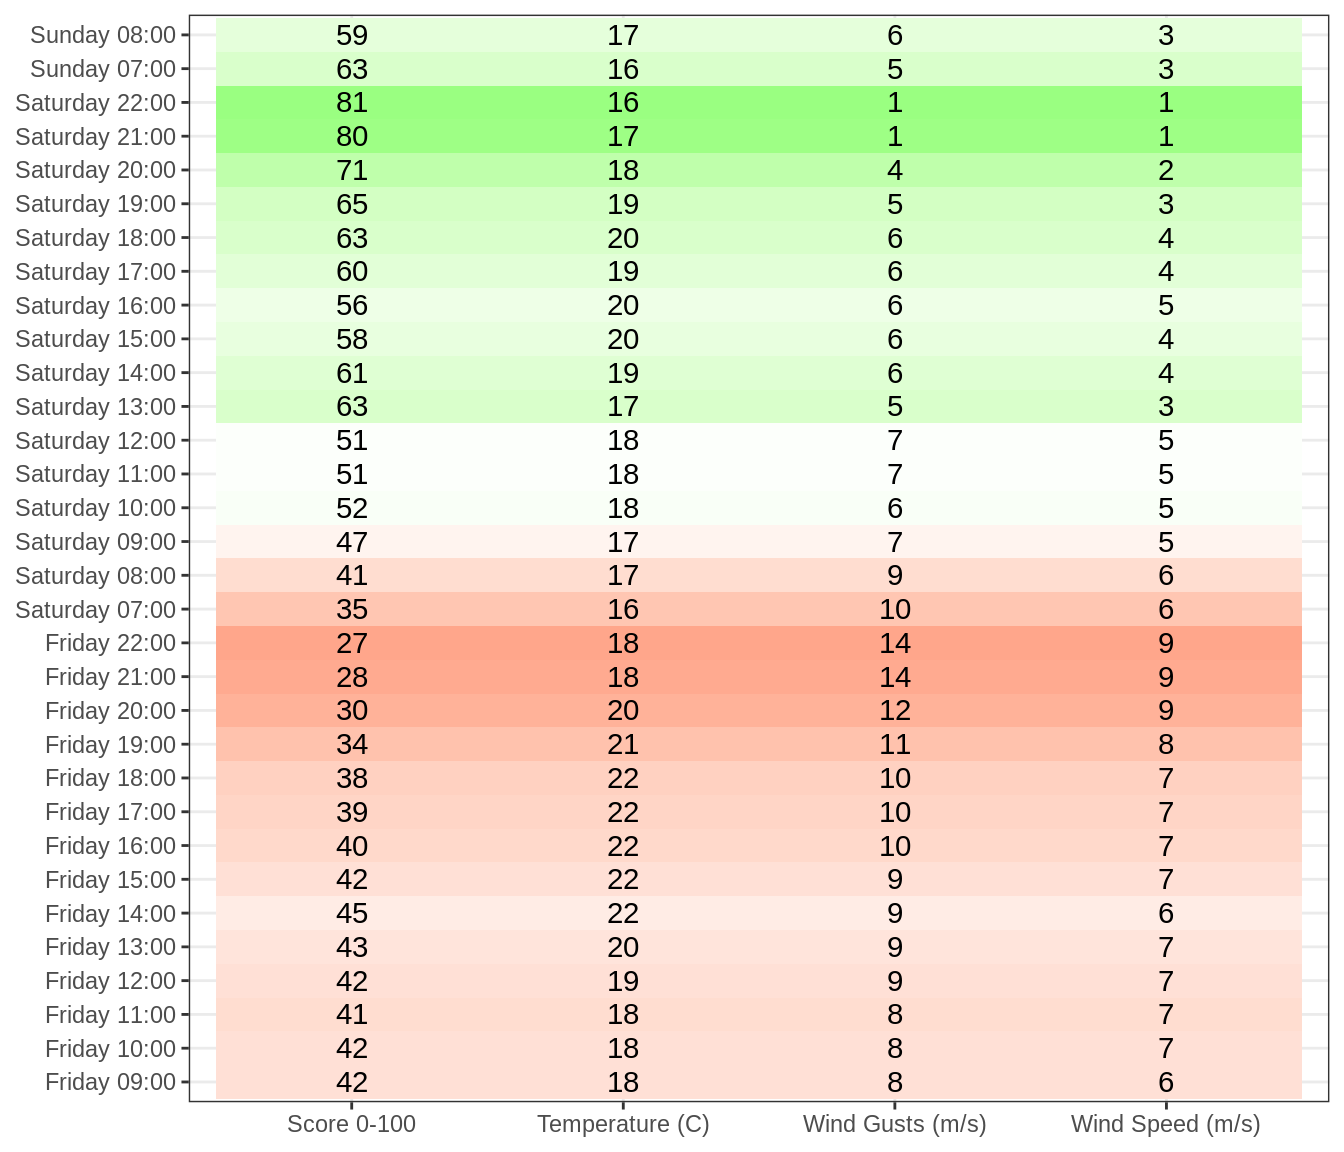 Sunday 08:00 59 17 6 3
Sunday 07:00 63 16 5 3
Saturday 22:00 81 16 1 1
Saturday 21:00 80 17 1 1
Saturday 20:00 71 18 4 2
Saturday 19:00 65 19 5 3
Saturday 18:00 63 20 6 4
Saturday 17:00 60 19 6 4
Saturday 16:00 56 20 6 5
Saturday 15:00 58 20 6 4
Saturday 14:00 61 19 6 4
Saturday 13:00 63 17 5 3
Saturday 12:00 51 18 7 5
Saturday 11:00 51 18 7 5
Saturday 10:00 52 18 6 5
Saturday 09:00 47 17 7 5
Saturday 08:00 41 17 9 6
Saturday 07:00 35 16 10 6
Friday 22:00 27 18 14 9
Friday 21:00 28 18 14 9
Friday 20:00 30 20 12 9
Friday 19:00 34 21 11 8
Friday 18:00 38 22 10 7
Friday 17:00 39 22 10 7
Friday 16:00 40 22 10 7
Friday 15:00 42 22 9 7
Friday 14:00 45 22 9 6
Friday 13:00 43 20 9 7
Friday 12:00 42 19 9 7
Friday 11:00 41 18 8 7
Friday 10:00 42 18 8 7
Friday 09:00 42 18 8 6
Score 0-100 Temperature (C) Wind Gusts (m/s) Wind Speed (m/s)